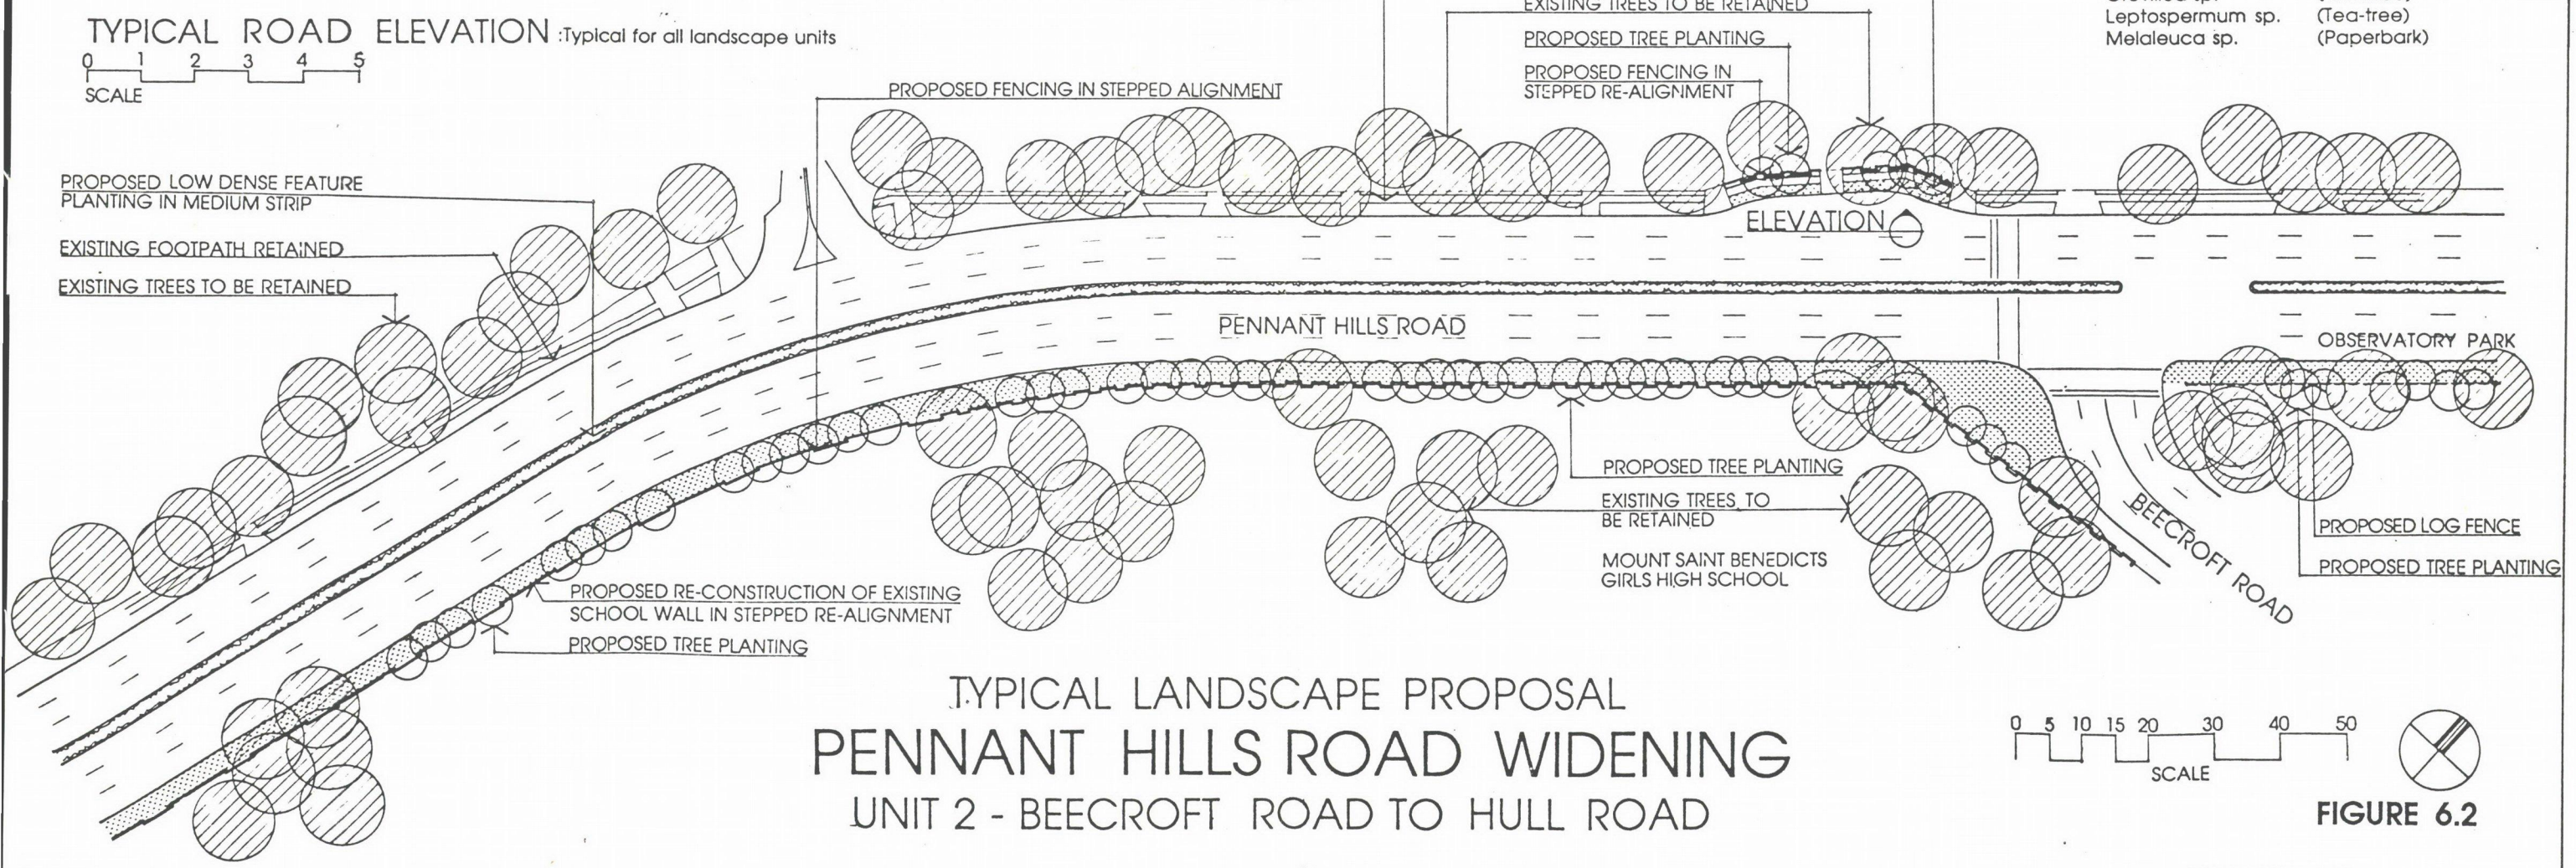 EXISTING TREES TO BE RETAINED
Leptospermum sp. (Tea-tree)
Melaleuca sp. (Paperbark)
TYPICAL ROAD ELEVATION :Typical for all landscape units
0 1 2 3 4 5
SCALE
PROPOSED TREE PLANTING
PROPOSED FENCING IN
STEPPED RE-ALIGNMENT
PROPOSED FENCING IN STEPPED ALIGNMENT
PROPOSED LOW DENSE FEATURE
PLANTING IN MEDIUM STRIP
EXISTING FOOTPATH RETAINED
EXISTING TREES TO BE RETAINED
ELEVATION
PENNANT HILLS ROAD
OBSERVATORY PARK
PROPOSED TREE PLANTING
EXISTING TREES TO
BE RETAINED
MOUNT SAINT BENEDICTS
GIRLS HIGH SCHOOL
BEECROFT ROAD
PROPOSED LOG FENCE
PROPOSED TREE PLANTING
PROPOSED RE-CONSTRUCTION OF EXISTING
SCHOOL WALL IN STEPPED RE-ALIGNMENT
PROPOSED TREE PLANTING
TYPICAL LANDSCAPE PROPOSAL
PENNANT HILLS ROAD WIDENING
UNIT 2 - BEECROFT ROAD TO HULL ROAD
0 5 10 15 20 30 40 50
SCALE
FIGURE 6.2